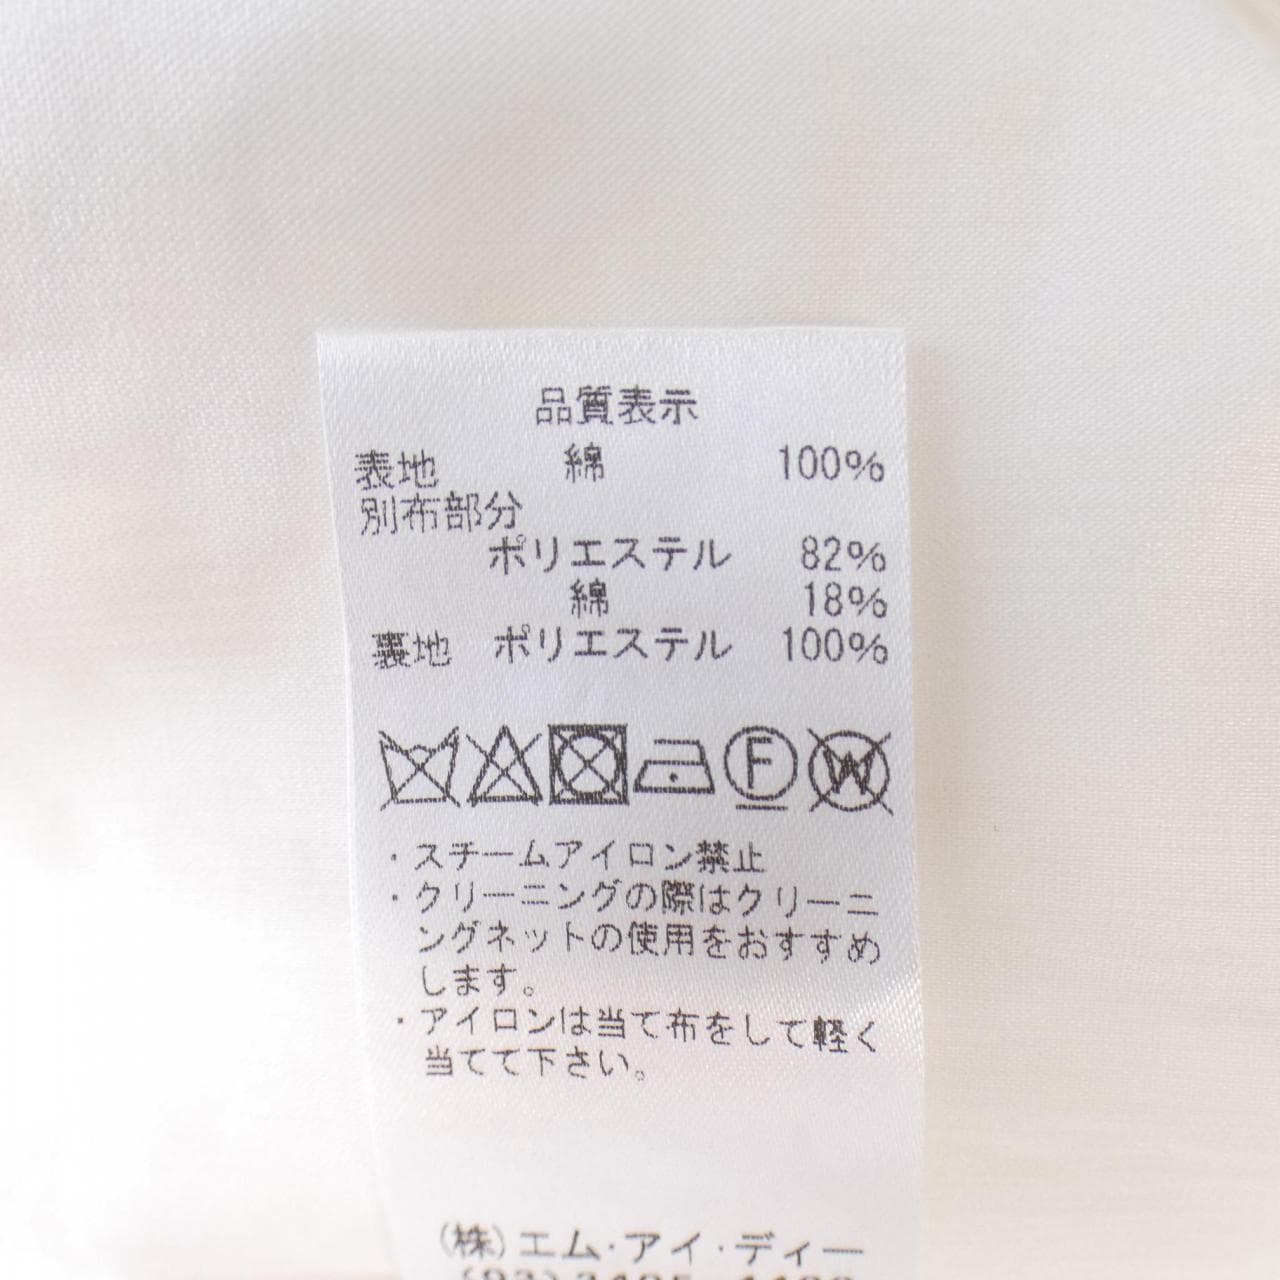 品質表示
表地 綿 100%
別布部分
ポリエステル 82%
綿 18%
裏地 ポリエステル 100%
F W
・スチームアイロン禁止
・クリーニングの際はクリーニ
ングネットの使用をおすすめ
します。
・アイロンは当て布をして軽く
当てて下さい。
(株)エム・アイ・ディー